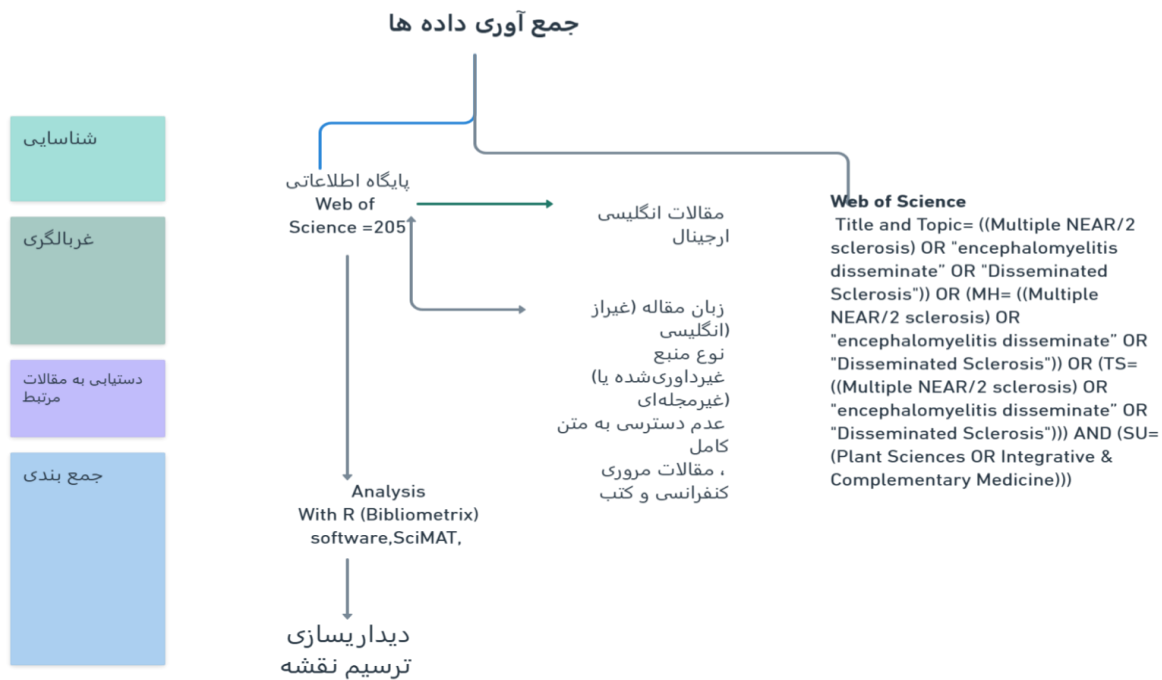 جمع آوری داده ها
شناسایی
غربالگری
دستیابی به مقالات
مرتبط
جمع بندی
پایگاه اطلاعاتی
Web of
Science =205
مقالات انگلیسی
ارجینال
زبان مقاله (غیراز
(انگلیسی
نوع منبع
غیرداوری‌شده یا)
(غیرمجله‌ای
عدم دسترسی به متن
کامل
، مقالات مروری
کنفرانسی و کتب
Analysis
With R (Bibliometrix)
software,SciMAT,
دیداریسازی
ترسیم نقشه
Web of Science
Title and Topic= ((Multiple NEAR/2
sclerosis) OR "encephalomyelitis
disseminate" OR "Disseminated
Sclerosis")) OR (MH= ((Multiple
NEAR/2 sclerosis) OR
"encephalomyelitis disseminate" OR
"Disseminated Sclerosis")) OR (TS=
((Multiple NEAR/2 sclerosis) OR
"encephalomyelitis disseminate" OR
"Disseminated Sclerosis"))) AND (SU=
(Plant Sciences OR Integrative &
Complementary Medicine)))